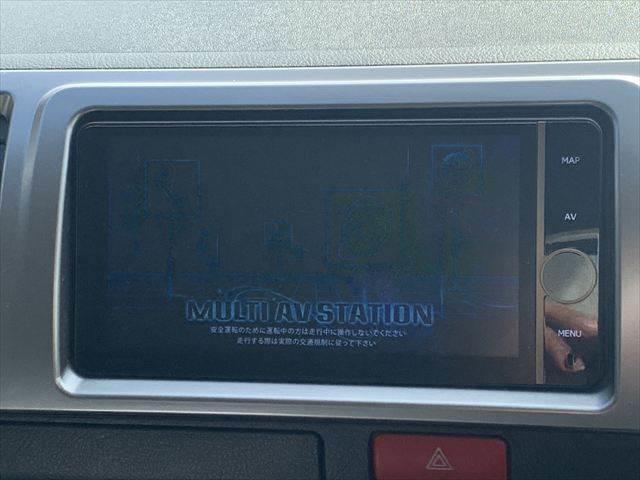 MAP
AV
MULTI AV STATION
安全運転のために運転中の方は走行中に操作しないでください
走行する際は実際の交通規制に従って下さい
MENU